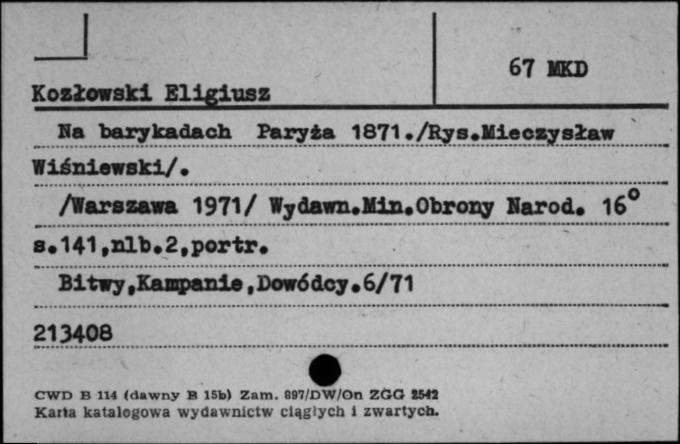 67 MKD
Kozłowski Eligiusz
Na barykadach Paryża 1871./Rys.Mieczysław
Wiśniewski/.
/Warszawa 1971/ Wydawn.Min.Obrony Narod. 16°
s.141,nlb.2,portr.
Bitwy,Kampanie,Dowódcy.6/71
213408
CWD B 114 (dawny B 15b) Zam. 897/DW/On ZGG 2542
Karta katalogowa wydawnictw ciągłych i zwartych.